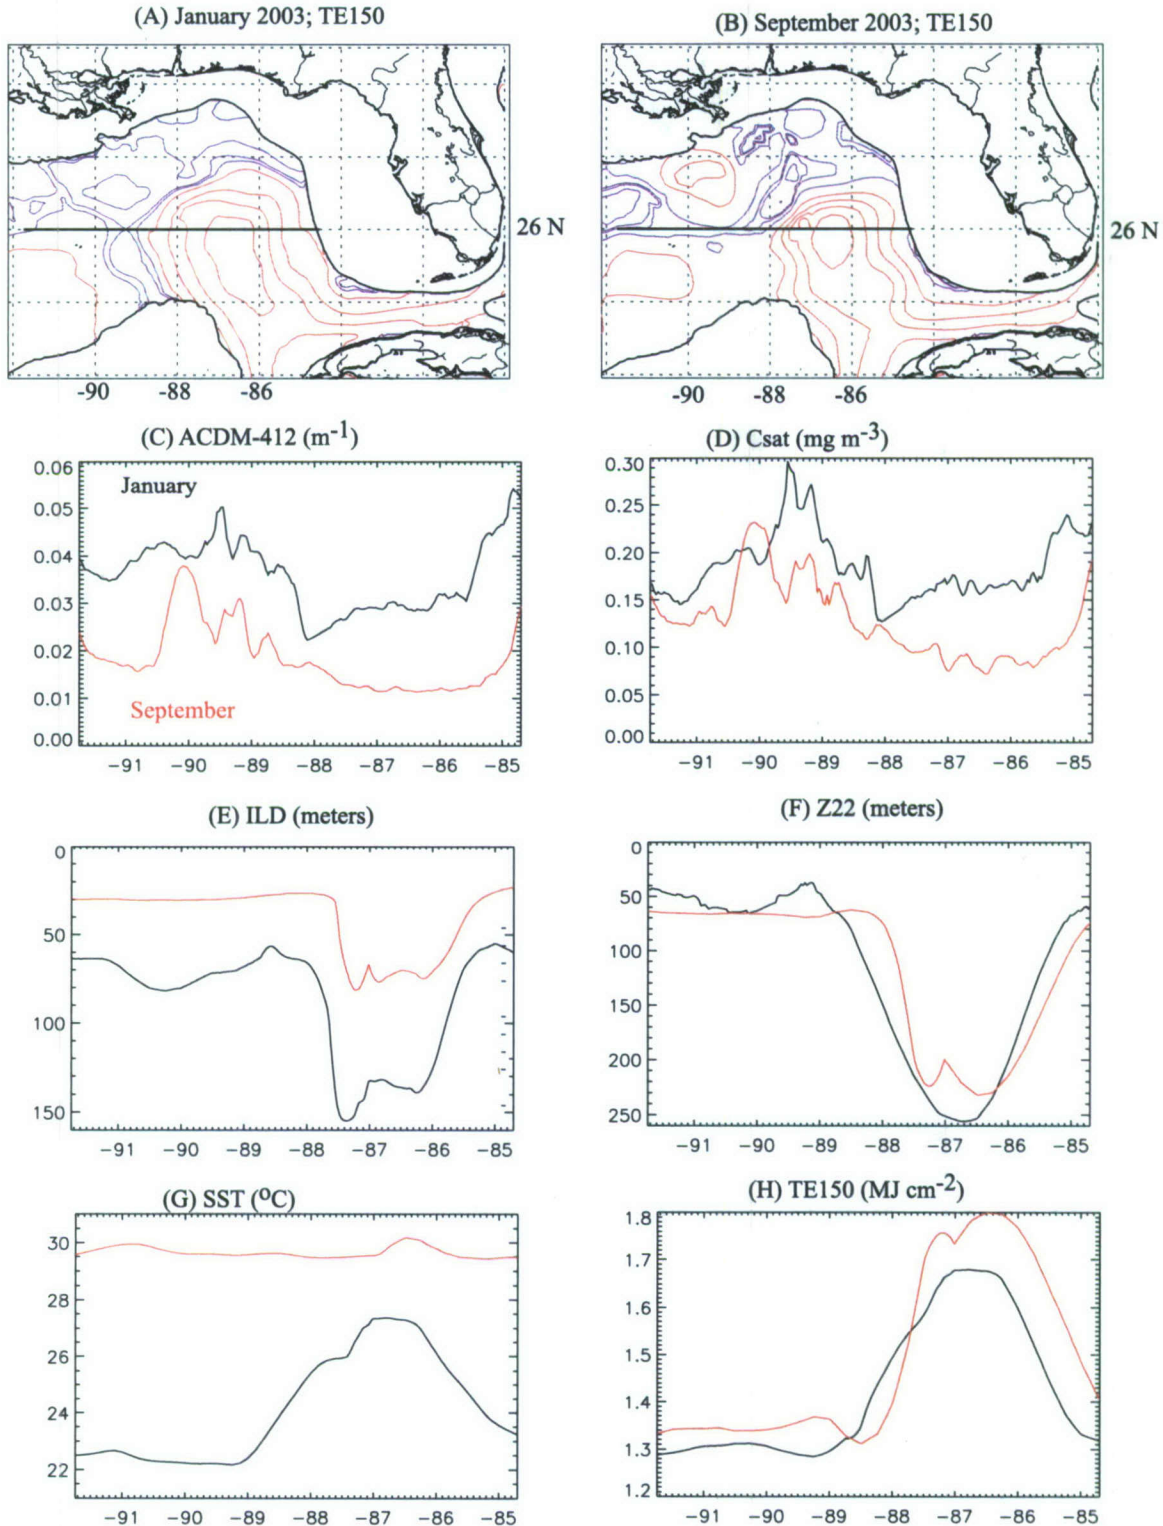 (A) January 2003; TE150
(B) September 2003; TE150
26 N
26 N
-90 -88 -86
-90 -88 -86
(C) ACDM-412 (m-1)
(D) Csat (mg m-3)
0.06
0.05
0.04
0.03
0.02
0.01
0.00
January
September
-91 -90 -89 -88 -87 -86 -85
0.30
0.25
0.20
0.15
0.10
0.05
0.00
-91 -90 -89 -88 -87 -86 -85
(E) ILD (meters)
(F) Z22 (meters)
0
50
100
150
-91 -90 -89 -88 -87 -86 -85
0
50
100
150
200
250
-91 -90 -89 -88 -87 -86 -85
(G) SST (oC)
(H) TE150 (MJ cm-2)
30
28
26
24
22
-91 -90 -89 -88 -87 -86 -85
1.8
1.7
1.6
1.5
1.4
1.3
1.2
-91 -90 -89 -88 -87 -86 -85